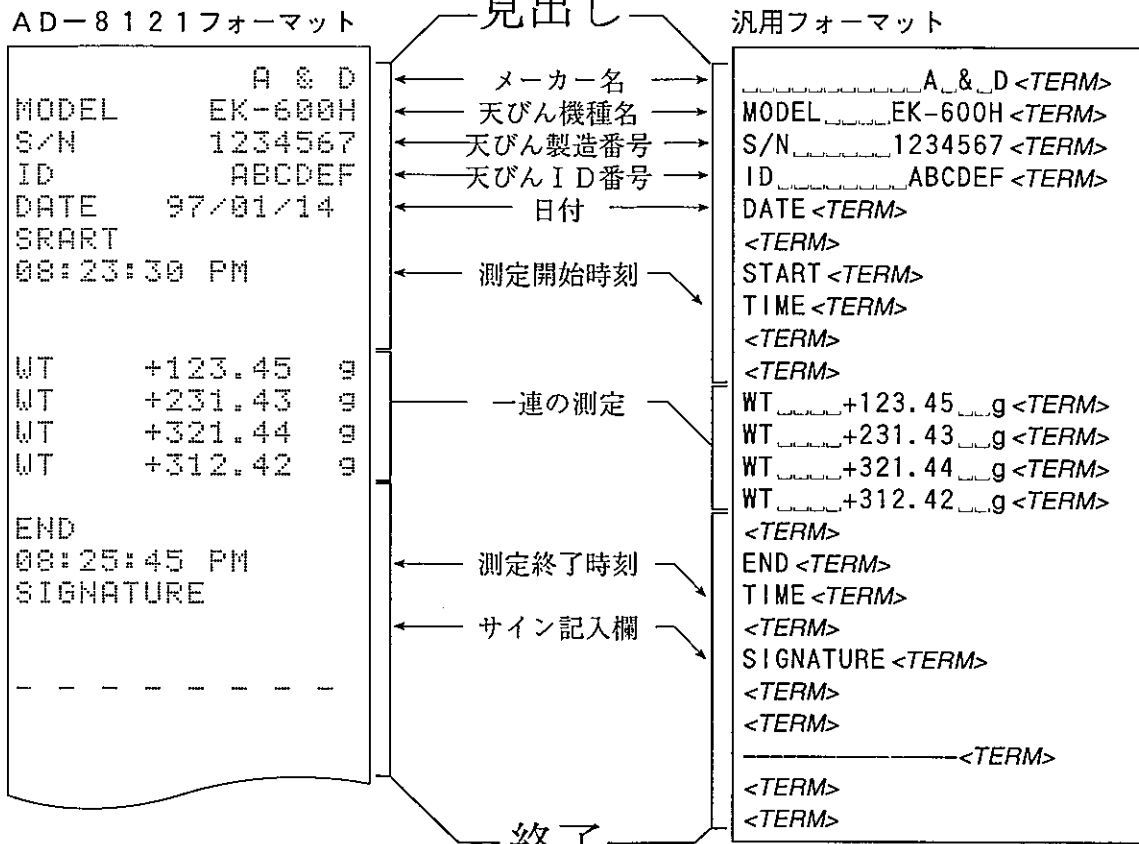 見出し
AD-8121フォーマット
A & D
MODEL EK-600H
S/N 1234567
ID ABCDEF
DATE 97/01/14
SRART
08:23:30 PM
WT +123.45 g
WT +231.43 g
WT +321.44 g
WT +312.42 g
END
08:25:45 PM
SIGNATURE
- - - - - - - -
メーカー名
天びん機種名
天びん製造番号
天びんID番号
日付
測定開始時刻
一連の測定
測定終了時刻
サイン記入欄
終了
汎用フォーマット
␣␣␣␣␣␣␣␣␣␣␣A␣&␣D<TERM>
MODEL␣␣␣␣EK-600H<TERM>
S/N␣␣␣␣␣␣1234567<TERM>
ID␣␣␣␣␣␣␣␣ABCDEF<TERM>
DATE<TERM>
<TERM>
START<TERM>
TIME<TERM>
<TERM>
<TERM>
WT␣␣␣␣+123.45␣␣g<TERM>
WT␣␣␣␣+231.43␣␣g<TERM>
WT␣␣␣␣+321.44␣␣g<TERM>
WT␣␣␣␣+312.42␣␣g<TERM>
<TERM>
END<TERM>
TIME<TERM>
<TERM>
SIGNATURE<TERM>
<TERM>
<TERM>
----------------<TERM>
<TERM>
<TERM>